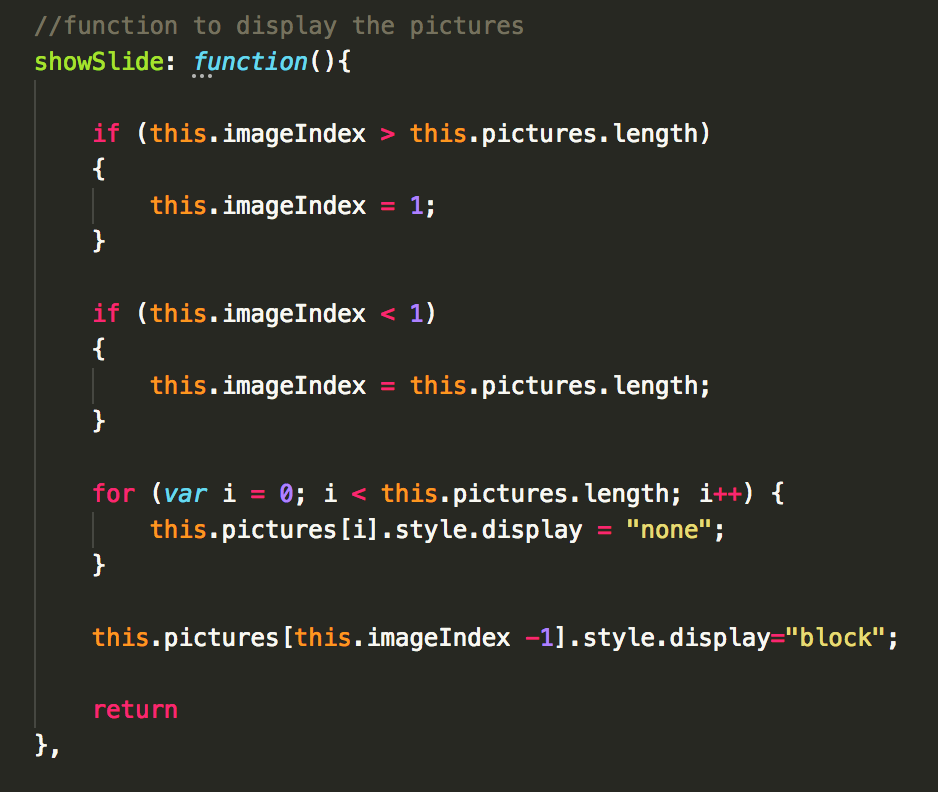 //function to display the pictures
showSlide: function(){
if (this.imageIndex > this.pictures.length)
{
this.imageIndex = 1;
}
if (this.imageIndex < 1)
{
this.imageIndex = this.pictures.length;
}
for (var i = 0; i < this.pictures.length; i++) {
this.pictures[i].style.display = "none";
}
this.pictures[this.imageIndex -1].style.display="block";
return
},